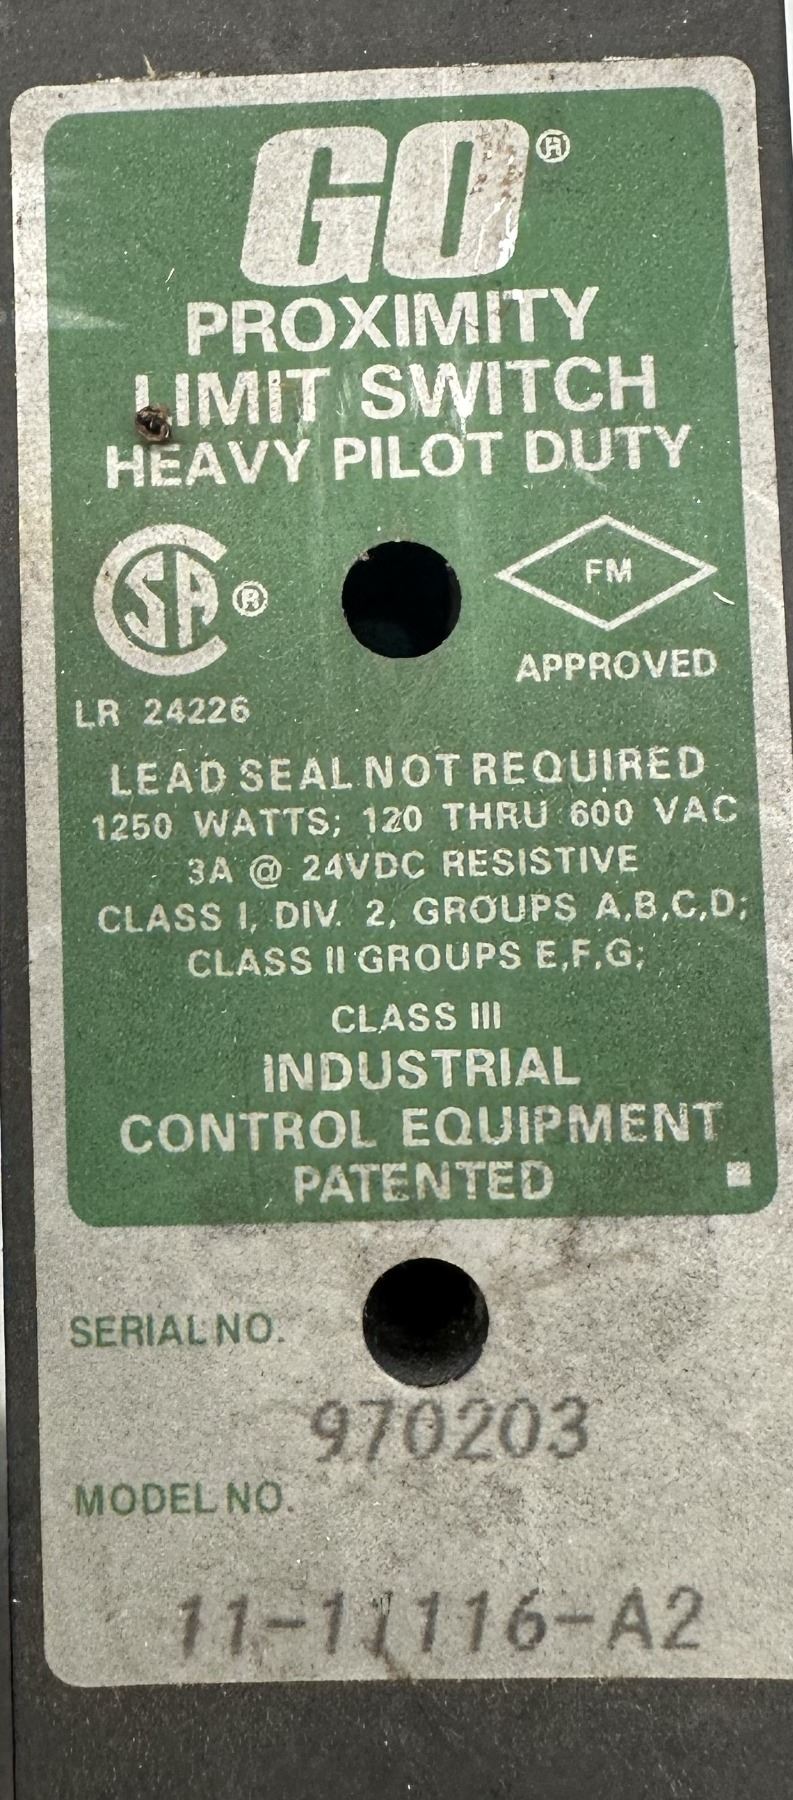 GO®
PROXIMITY
LIMIT SWITCH
HEAVY PILOT DUTY
SA ®
FM
APPROVED
LR 24226
LEAD SEAL NOT REQUIRED
1250 WATTS; 120 THRU 600 VAC
3A @ 24VDC RESISTIVE
CLASS I, DIV. 2, GROUPS A,B,C,D;
CLASS II GROUPS E,F,G;
CLASS III
INDUSTRIAL
CONTROL EQUIPMENT
PATENTED
SERIAL NO.
970203
MODEL NO.
11-11116-A2